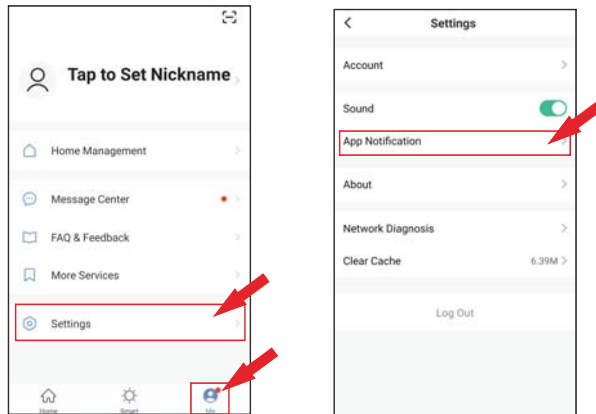 Tap to Set Nickname
Home Management
Message Center
FAQ & Feedback
More Services
Settings
Home
Smart
Me
Settings
Account
Sound
App Notification
About
Network Diagnosis
Clear Cache
6.39M
Log Out